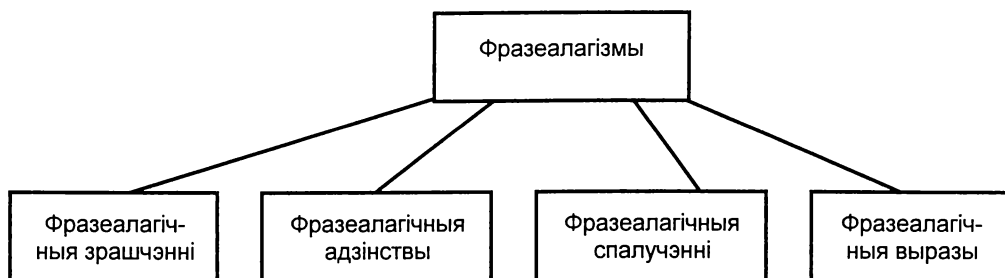 Фразеалагізмы
Фразеалагіч-
ныя зрашчэнні
Фразеалагічныя
адзінствы
Фразеалагічныя
спалучэнні
Фразеалагіч-
ныя выразы